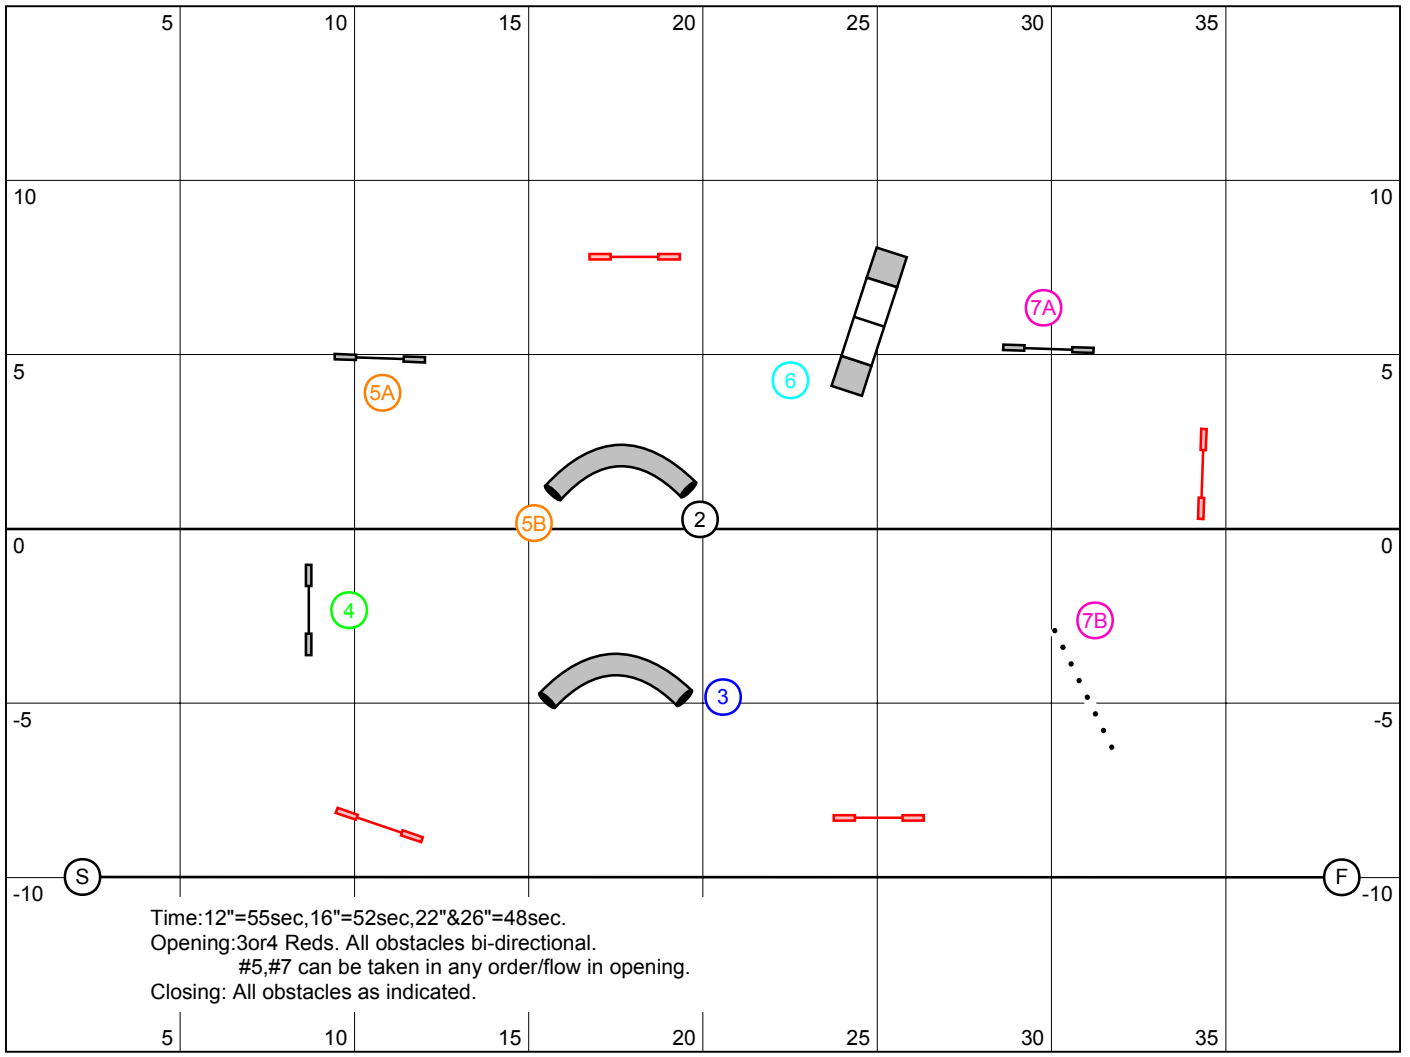 5 10 15 20 25 30 35
10 10
7A
5 5
6
5A
2
5B
0 0
4
7B
3
-5 -5
S F
-10 -10
Time:12"=55sec,16"=52sec,22"&26"=48sec.
Opening:3or4 Reds. All obstacles bi-directional.
#5,#7 can be taken in any order/flow in opening.
Closing: All obstacles as indicated.
5 10 15 20 25 30 35